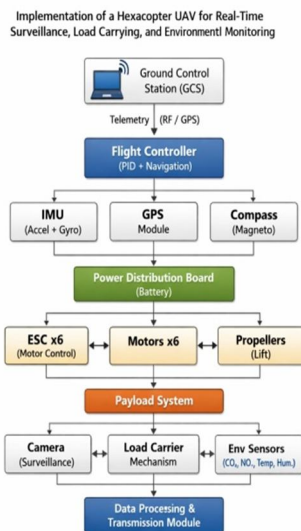 Implementation of a Hexacopter UAV for Real-Time
Surveillance, Load Carrying, and Environmentl Monitoring
Ground Control
Station (GCS)
Telemetry (RF / GPS)
Flight Controller
(PID + Navigation)
IMU
(Accel + Gyro)
GPS
Module
Compass
(Magneto)
Power Distribution Board
(Battery)
ESC x6
(Motor Control)
Motors x6
Propellers
(Lift)
Payload System
Camera
(Surveillance)
Load Carrier
Mechanism
Env Sensors
Temp, Hum.)
Data Processing &
Transmission Module